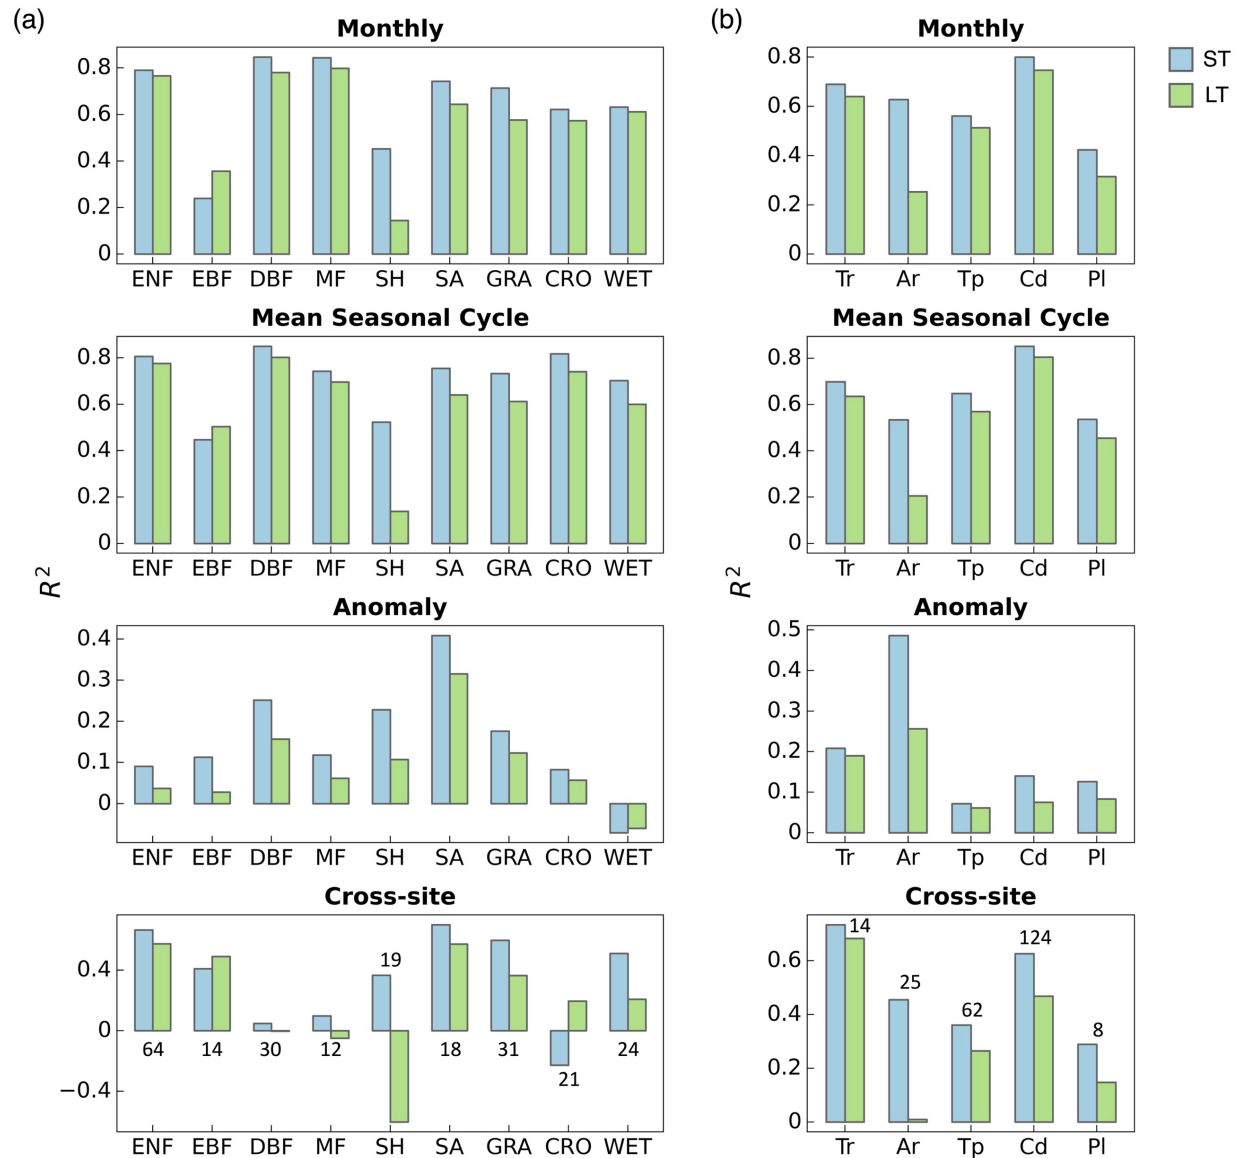 (a)
Monthly
0.8
0.6
0.4
0.2
0
ENF EBF DBF MF SH SA GRA CRO WET
Mean Seasonal Cycle
0.8
0.6
0.4
0.2
0
ENF EBF DBF MF SH SA GRA CRO WET
R²
Anomaly
0.4
0.3
0.2
0.1
0
ENF EBF DBF MF SH SA GRA CRO WET
Cross-site
0.4
0
−0.4
19
64 14 30 12 18 31 24
21
ENF EBF DBF MF SH SA GRA CRO WET
(b)
Monthly
0.8
0.6
0.4
0.2
0
Tr Ar Tp Cd Pl
Mean Seasonal Cycle
0.8
0.6
0.4
0.2
0
Tr Ar Tp Cd Pl
R²
Anomaly
0.5
0.4
0.3
0.2
0.1
0
Tr Ar Tp Cd Pl
Cross-site
0.6
0.4
0.2
0
14 25 62 124 8
Tr Ar Tp Cd Pl
ST
LT